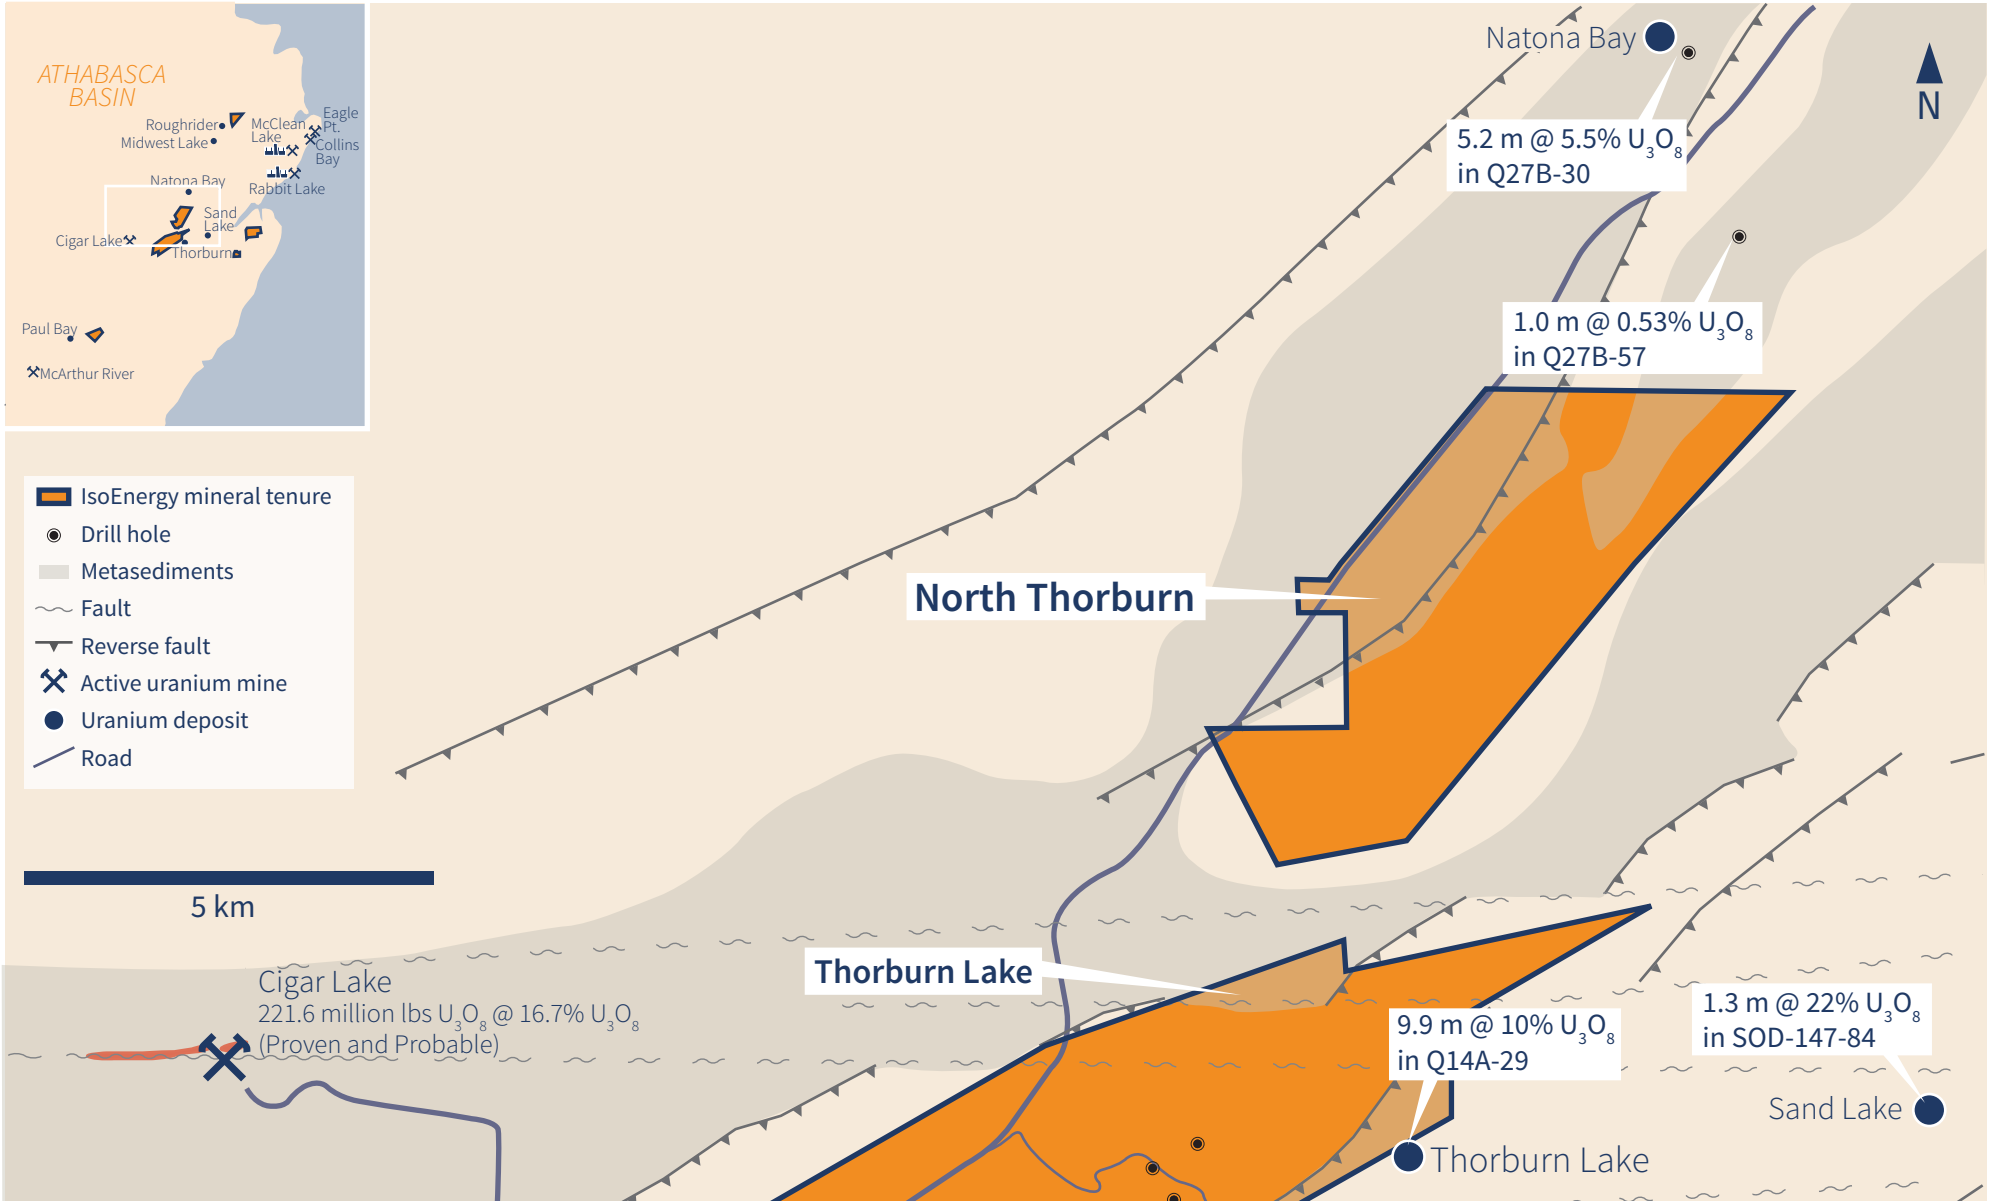 ATHABASCA
BASIN
Roughrider
Midwest Lake
McClean
Lake
Eagle
Pt.
Collins
Bay
Rabbit Lake
Natona Bay
Sand
Lake
Cigar Lake
Thorburn
Paul Bay
McArthur River
Natona Bay
N
5.2 m @ 5.5% U3O8
in Q27B-30
1.0 m @ 0.53% U3O8
in Q27B-57
IsoEnergy mineral tenure
Drill hole
Metasediments
Fault
Reverse fault
Active uranium mine
Uranium deposit
Road
North Thorburn
5 km
Thorburn Lake
Cigar Lake
221.6 million lbs U3O8 @ 16.7% U3O8
(Proven and Probable)
9.9 m @ 10% U3O8
in Q14A-29
1.3 m @ 22% U3O8
in SOD-147-84
Sand Lake
Thorburn Lake